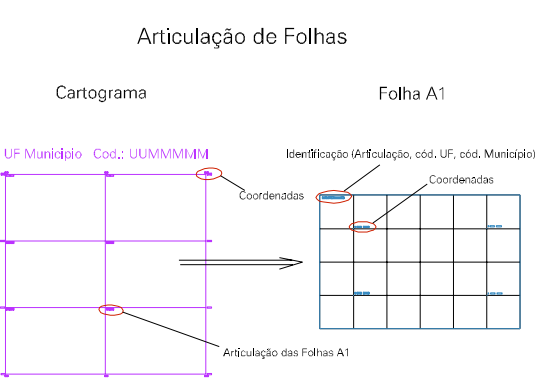 Articulação de Folhas
Cartograma
Folha A1
UF Município Cod.: UUMMMMM
Identificação (Articulação, cód. UF, cód. Município)
Coordenadas
Coordenadas
Articulação das Folhas A1